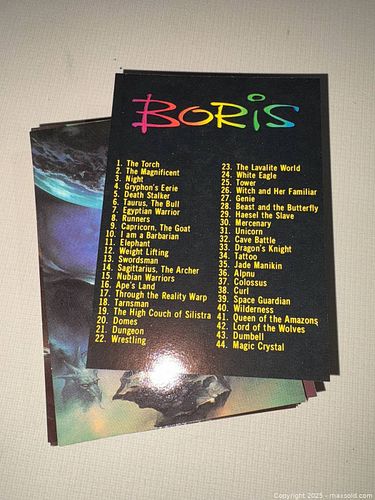 BORiS
1. The Torch
2. The Magnificent
3. Night
4. Gryphon's Eerie
5. Death Stalker
6. Taurus, The Bull
7. Egyptian Warrior
8. Runners
9. Capricorn, The Goat
10. I am a Barbarian
11. Elephant
12. Weight Lifting
13. Swordsman
14. Sagittarius, The Archer
15. Nubian Warriors
16. Ape's Land
17. Through the Reality Warp
18. Tarnsman
19. The High Couch of Silistra
20. Domes
21. Dungeon
22. Wrestling
23. The Lavalite World
24. White Eagle
25. Tower
26. Witch and Her Familiar
27. Genie
28. Beast and the Butterfly
29. Haesel the Slave
30. Mercenary
31. Unicorn
32. Cave Battle
33. Dragon's Knight
34. Tattoo
35. Jade Manikin
36. Alpnu
37. Colossus
38. Curl
39. Space Guardian
40. Wilderness
41. Queen of the Amazons
42. Lord of the Wolves
43. Dumbell
44. Magic Crystal
Copyright 2025 - maxsold.com